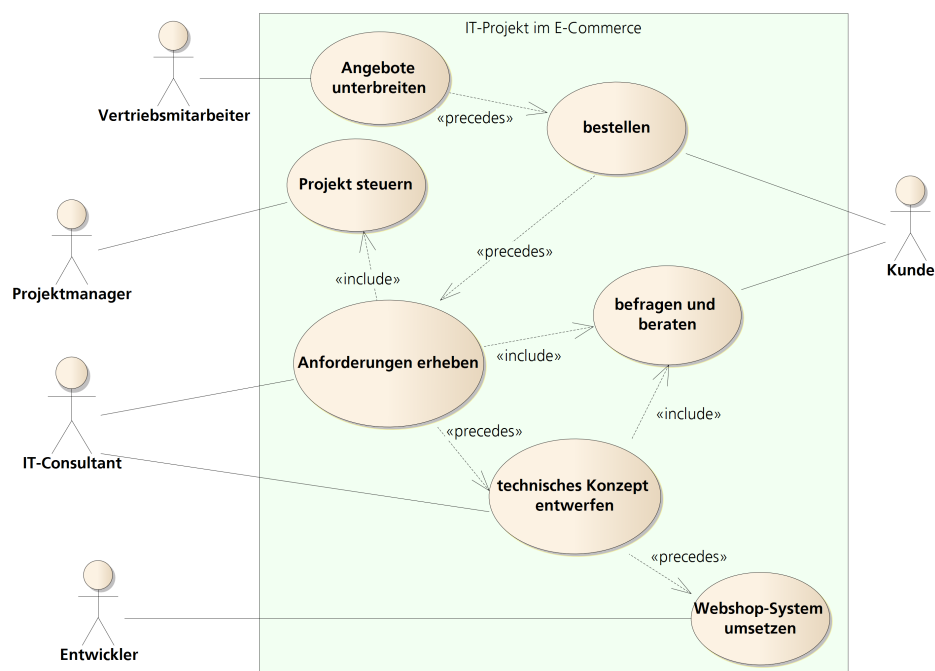 IT-Projekt im E-Commerce
Angebote
unterbreiten
Vertriebsmitarbeiter
«precedes»
bestellen
Projekt steuern
Projektmanager
«precedes»
Kunde
«include»
befragen und
beraten
Anforderungen erheben
«include»
«include»
IT-Consultant
«precedes»
technisches Konzept
entwerfen
«precedes»
Webshop-System
umsetzen
Entwickler